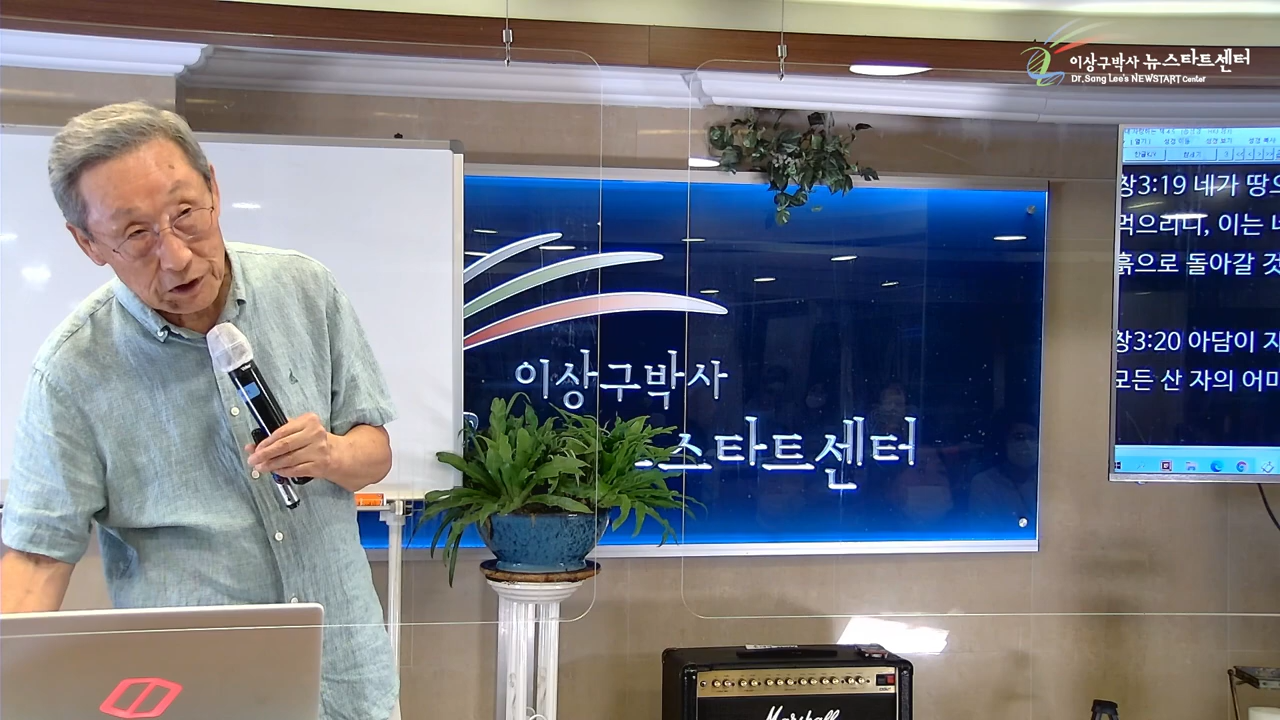 이상구박사 뉴스타트센터
Dr. Sang Lee's NEWSTART Center
창3:19 네가 땅으
먹으리니, 이는 너
흙으로 돌아갈 것
창3:20 아담이 자
모든 산 자의 어미
이상구박사
스타트센터
Marshall